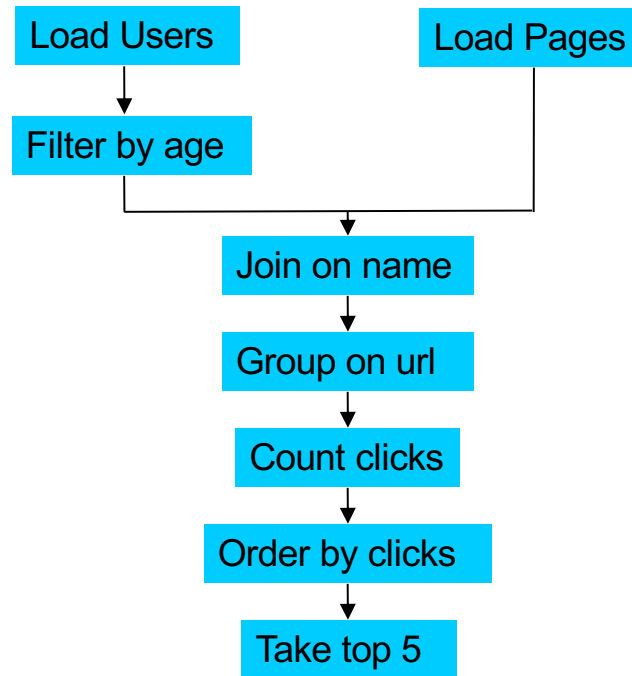 Load Users
Load Pages
Filter by age
Join on name
Group on url
Count clicks
Order by clicks
Take top 5